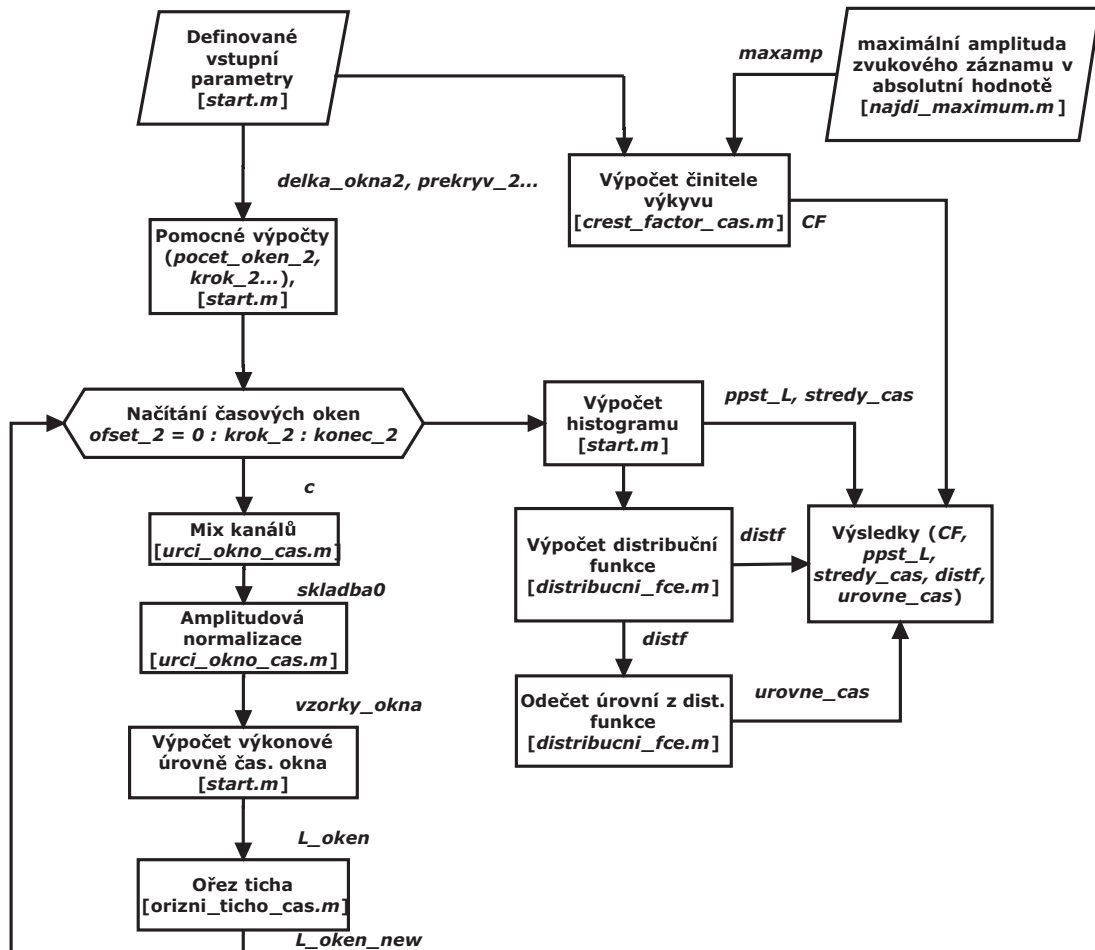 Definované
vstupní
parametry
[start.m]
maxamp
maximální amplituda
zvukového záznamu v
absolutní hodnotě
[najdi_maximum.m]
delka_okna2, prekryv_2...
Výpočet činitele
výkyvu
[crest_factor_cas.m]
CF
Pomocné výpočty
(pocet_oken_2,
krok_2...),
[start.m]
Načítání časových oken
ofset_2 = 0 : krok_2 : konec_2
Výpočet
histogramu
[start.m]
ppst_L, stredy_cas
c
Mix kanálů
[urci_okno_cas.m]
skladba0
Amplitudová
normalizace
[urci_okno_cas.m]
vzorky_okna
Výpočet výkonové
úrovně čas. okna
[start.m]
L_oken
Ořez ticha
[orizni_ticho_cas.m]
L_oken_new
Výpočet distribuční
funkce
[distribucni_fce.m]
distf
distf
Odečet úrovní z dist.
funkce
[distribucni_fce.m]
urovne_cas
Výsledky (CF,
ppst_L,
stredy_cas, distf,
urovne_cas)